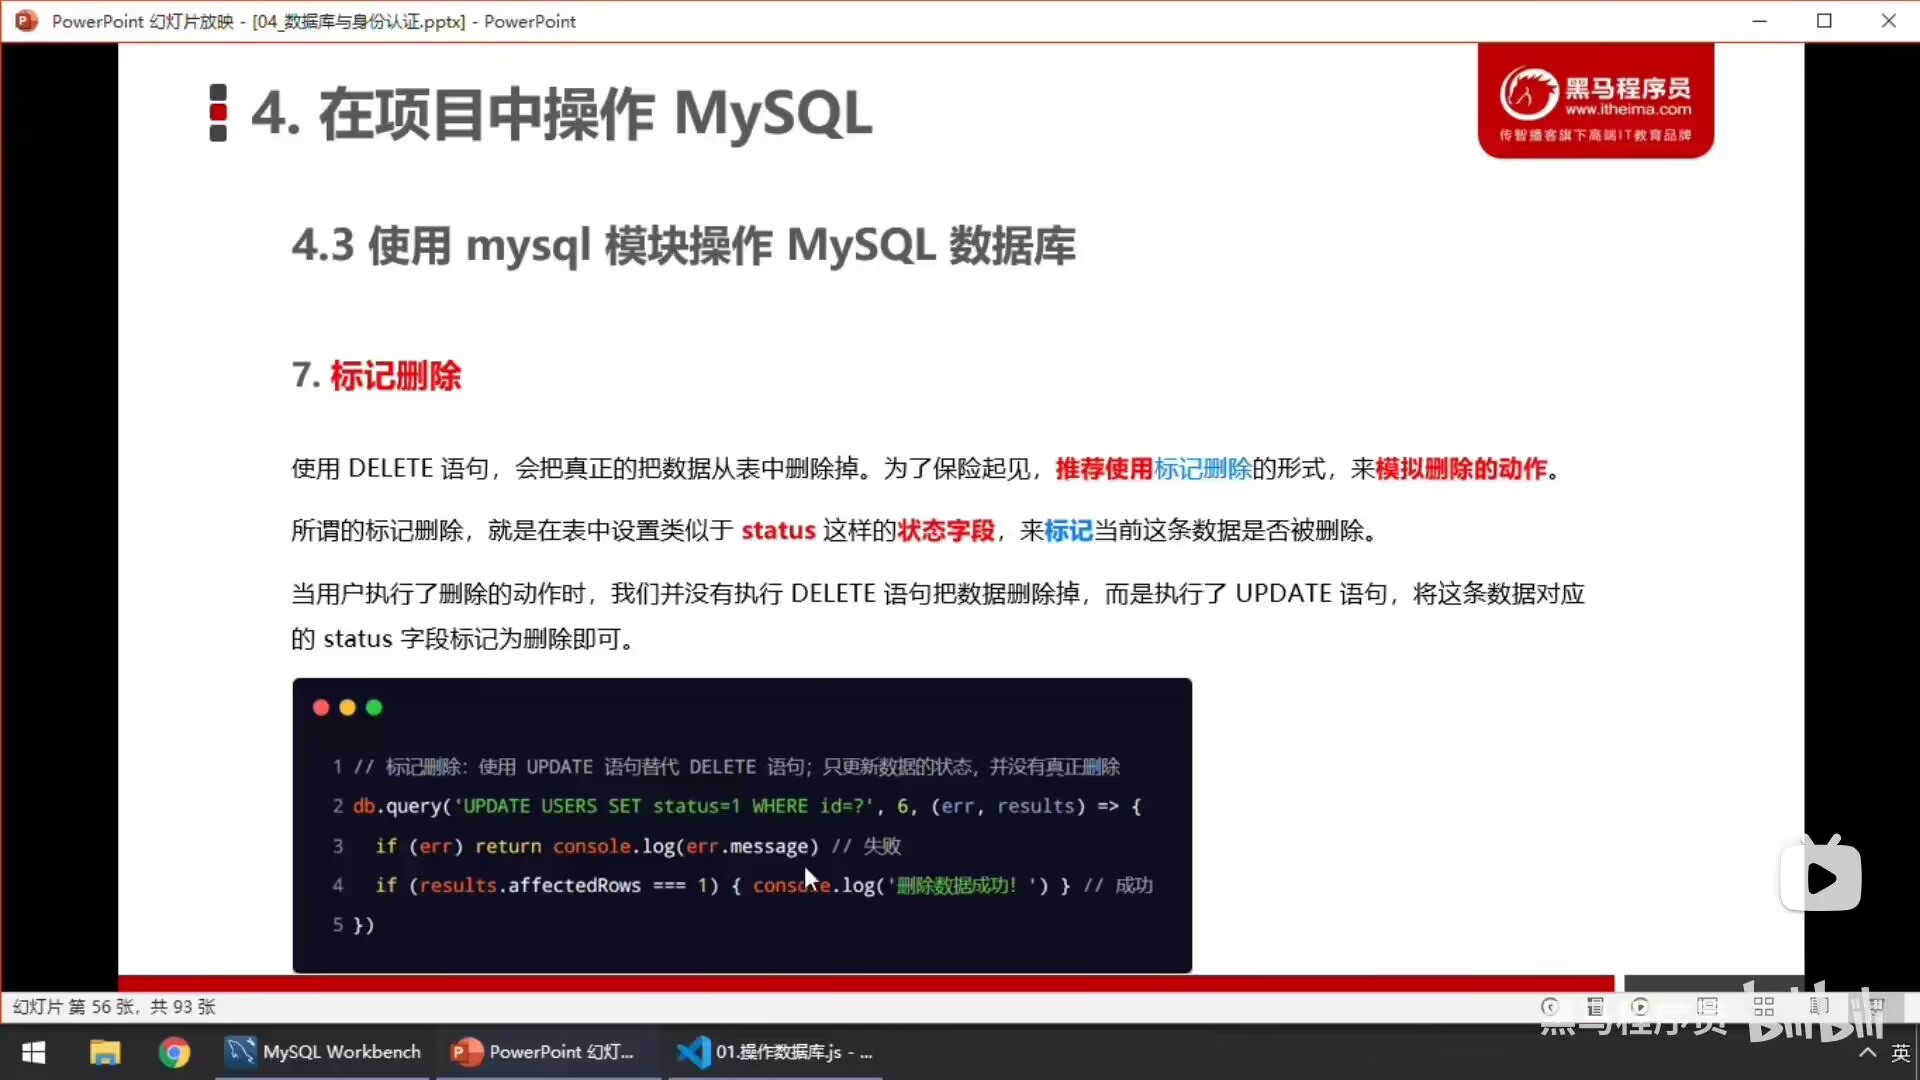 PowerPoint 幻灯片放映 - [04_数据库与身份认证.pptx] - PowerPoint
4. 在项目中操作 MySQL
黑马程序员
www.itheima.com
传智播客旗下高端IT教育品牌
4.3 使用 mysql 模块操作 MySQL 数据库
7. 标记删除
使用 DELETE 语句，会把真正的把数据从表中删除掉。为了保险起见，推荐使用标记删除的形式，来模拟删除的动作。
所谓的标记删除，就是在表中设置类似于 status 这样的状态字段，来标记当前这条数据是否被删除。
当用户执行了删除的动作时，我们并没有执行 DELETE 语句把数据删除掉，而是执行了 UPDATE 语句，将这条数据对应
的 status 字段标记为删除即可。
1 // 标记删除：使用 UPDATE 语句替代 DELETE 语句；只更新数据的状态，并没有真正删除
2 db.query('UPDATE USERS SET status=1 WHERE id=?', 6, (err, results) => {
3   if (err) return console.log(err.message) // 失败
4   if (results.affectedRows === 1) { console.log('删除数据成功！') } // 成功
5 })
幻灯片 第 56 张，共 93 张
黑马程序员 bilibili
MySQL Workbench
PowerPoint 幻灯...
01.操作数据库.js - ...
英